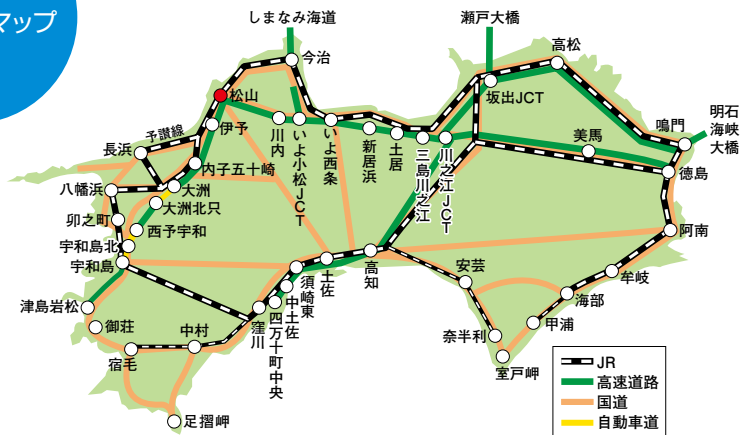 マップ
しまなみ海道
瀬戸大橋
今治
高松
松山
坂出JCT
鳴門
明石
海峡
大橋
予讃線
伊予
川内
いよ小松JCT
いよ西条
新居浜
土居
三島川之江
川之江JCT
美馬
徳島
長浜
内子五十崎
八幡浜
大洲
大洲北只
卯之町
西予宇和
宇和島北
宇和島
阿南
高知
土佐
須崎東
中土佐
四万十町中央
窪川
安芸
牟岐
海部
甲浦
奈半利
室戸岬
津島岩松
御荘
宿毛
中村
足摺岬
JR
高速道路
国道
自動車道